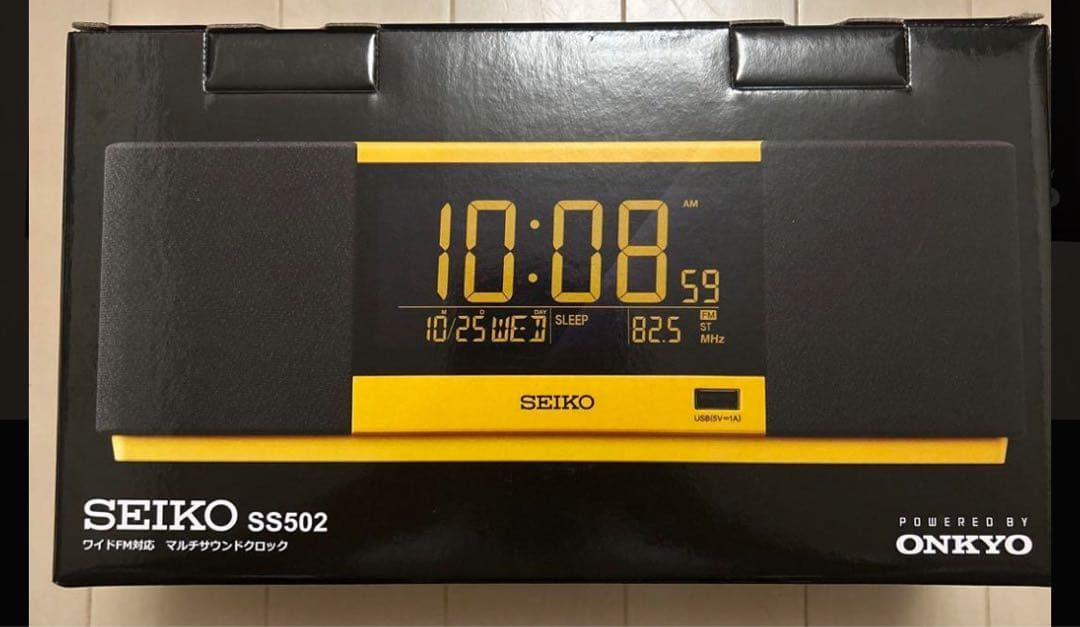 AM
10:08 59
M D DAY
10/25 WED SLEEP 82.5 FM
ST
MHz
SEIKO
USB(5V=1A)
SEIKO SS502
ワイドFM対応 マルチサウンドクロック
POWERED BY
ONKYO